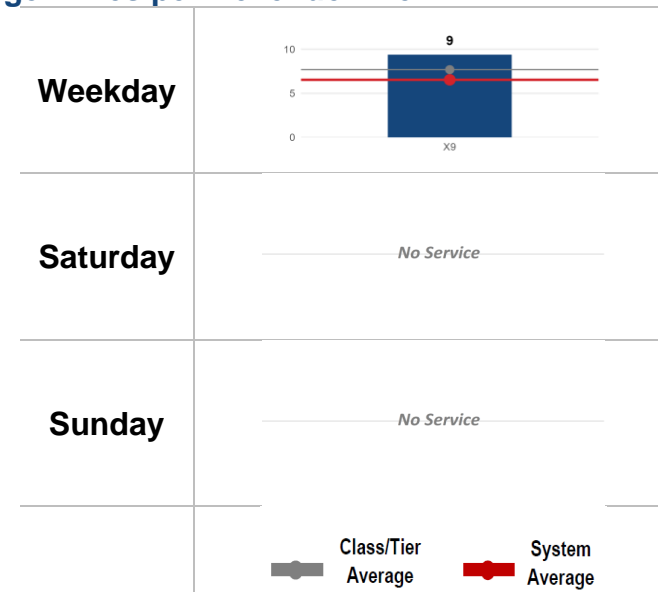 Weekday
9
10
5
0
X9
Saturday
No Service
Sunday
No Service
Class/Tier
Average
System
Average